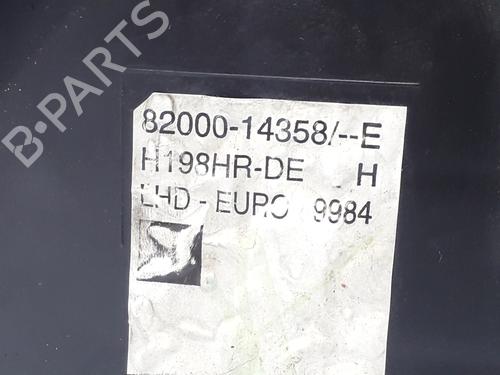 B-PARTS
82000-14358/--E
H198HR-DE H
LHD - EURO 9984